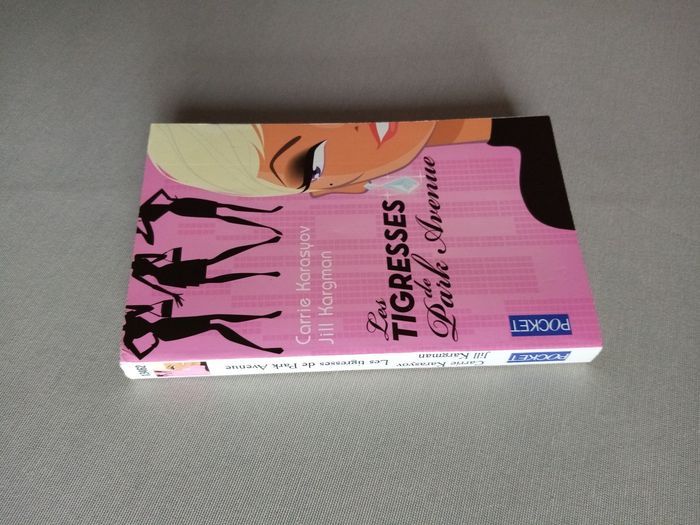 Carrie Karasyov
Jill Kargman
Les
TIGRESSES
de
Park Avenue
POCKET
Carrie Karasyov
Jill Kargman
Les tigresses de Park Avenue
POCKET